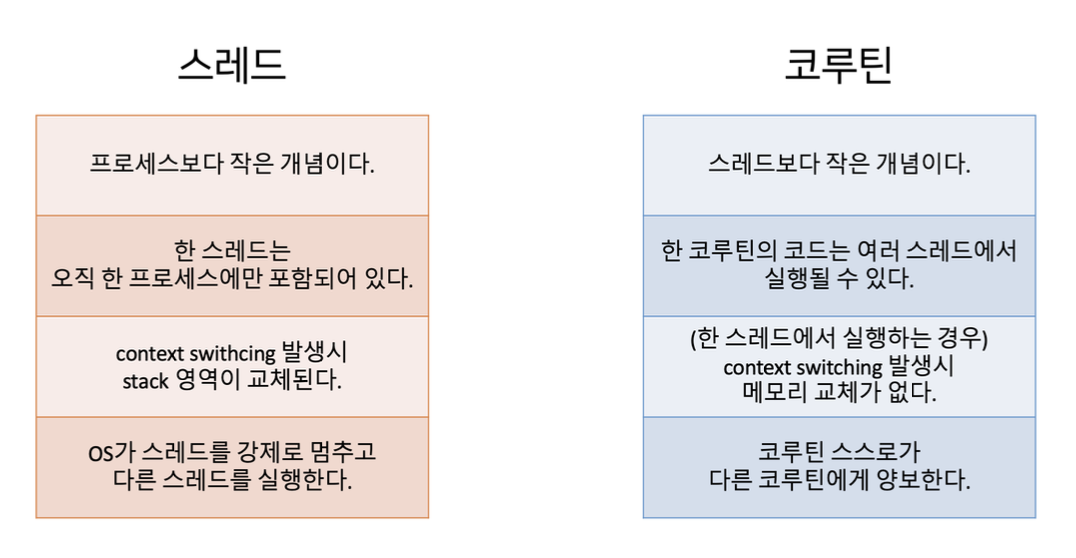 스레드
프로세스보다 작은 개념이다.
한 스레드는
오직 한 프로세스에만 포함되어 있다.
context swithcing 발생시
stack 영역이 교체된다.
OS가 스레드를 강제로 멈추고
다른 스레드를 실행한다.
코루틴
스레드보다 작은 개념이다.
한 코루틴의 코드는 여러 스레드에서
실행될 수 있다.
(한 스레드에서 실행하는 경우)
context switching 발생시
메모리 교체가 없다.
코루틴 스스로가
다른 코루틴에게 양보한다.